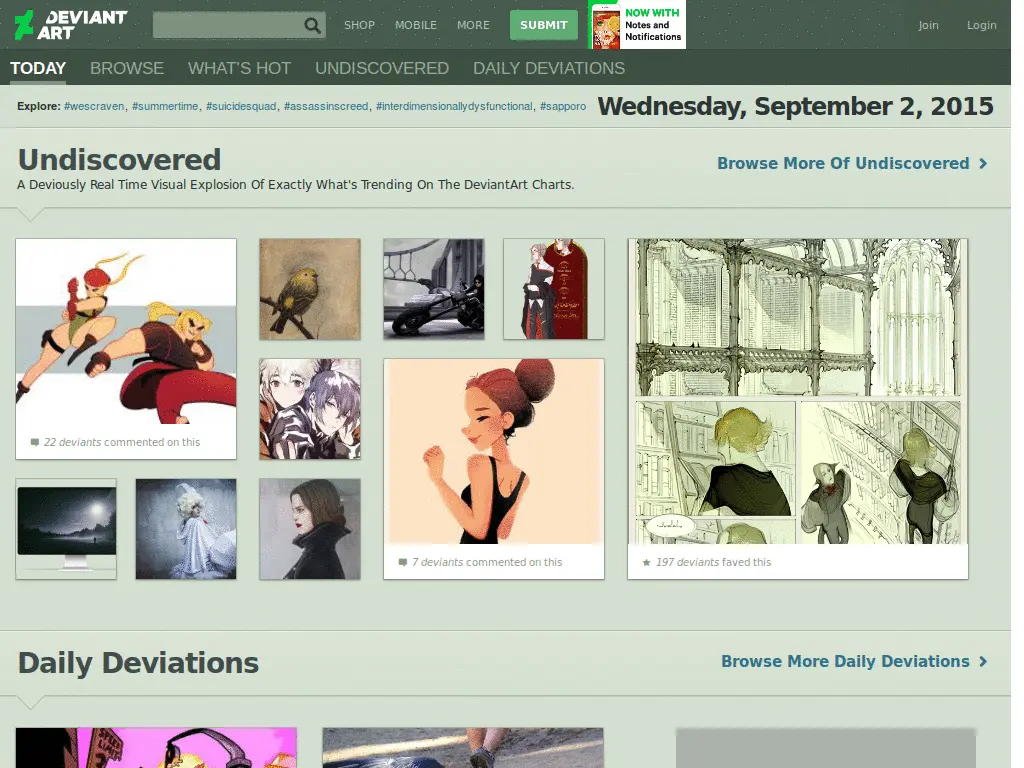 DEVIANT ART
SHOP MOBILE MORE SUBMIT
NOW WITH
Notes and
Notifications
Join Login
TODAY BROWSE WHAT'S HOT UNDISCOVERED DAILY DEVIATIONS
Explore: #wescraven, #summertime, #suicidesquad, #assassinscreed, #interdimensionallydysfunctional, #sapporo
Wednesday, September 2, 2015
Undiscovered
Browse More Of Undiscovered
A Deviously Real Time Visual Explosion Of Exactly What's Trending On The DeviantArt Charts.
22 deviants commented on this
7 deviants commented on this
197 deviants faved this
Daily Deviations
Browse More Daily Deviations
SPEED
LIMIT